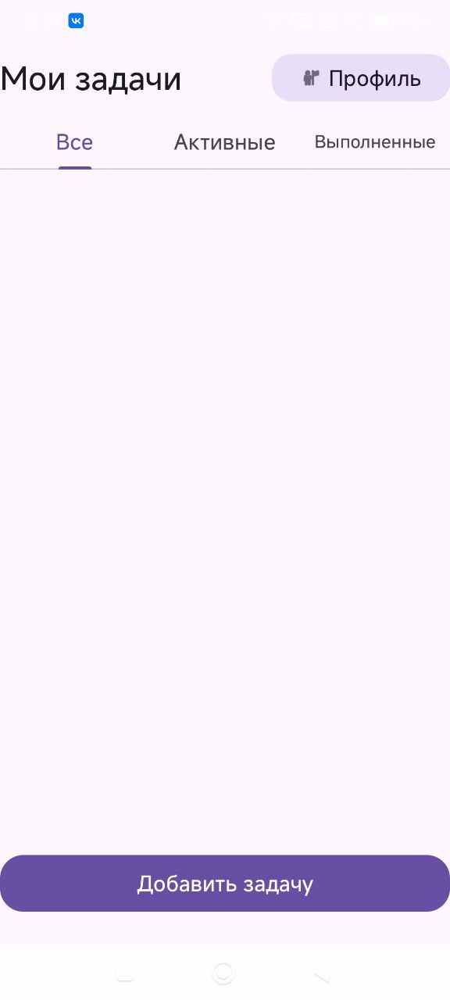 Мои задачи
Профиль
Все
Активные
Выполненные
Добавить задачу